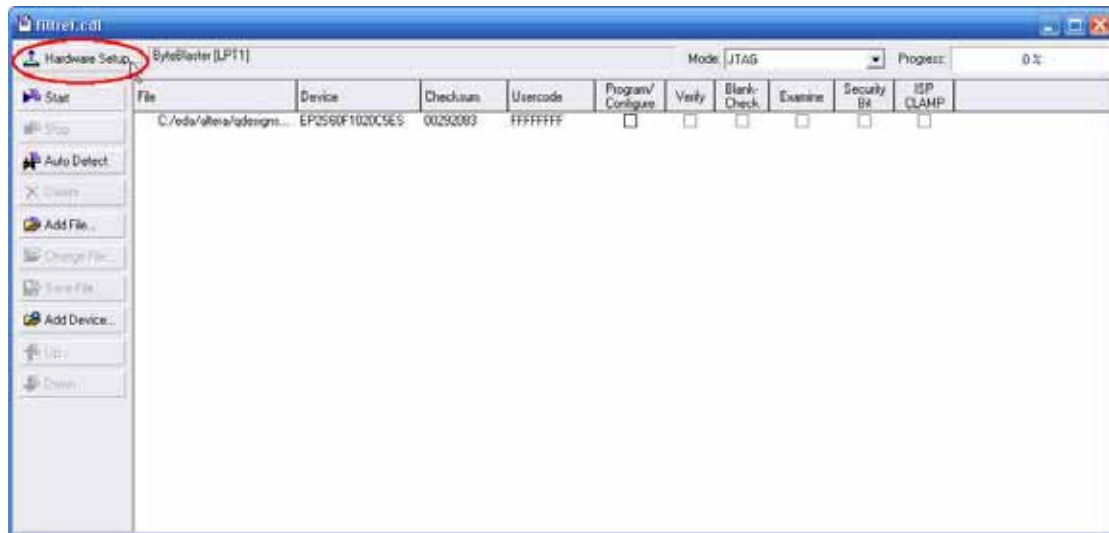 filtref.cdf
Hardware Setup... ByteBlaster [LPT1] Mode: JTAG Progress: 0 %
Start
Stop
Auto Detect
Delete
Add File...
Change File...
Save File
Add Device...
Up
Down
File Device Checksum Usercode Program/ Configure Verify Blank- Check Examine Security Bit ISP CLAMP
C:/eda/altera/qdesigns... EP2S60F1020C5ES 00292083 FFFFFFFF